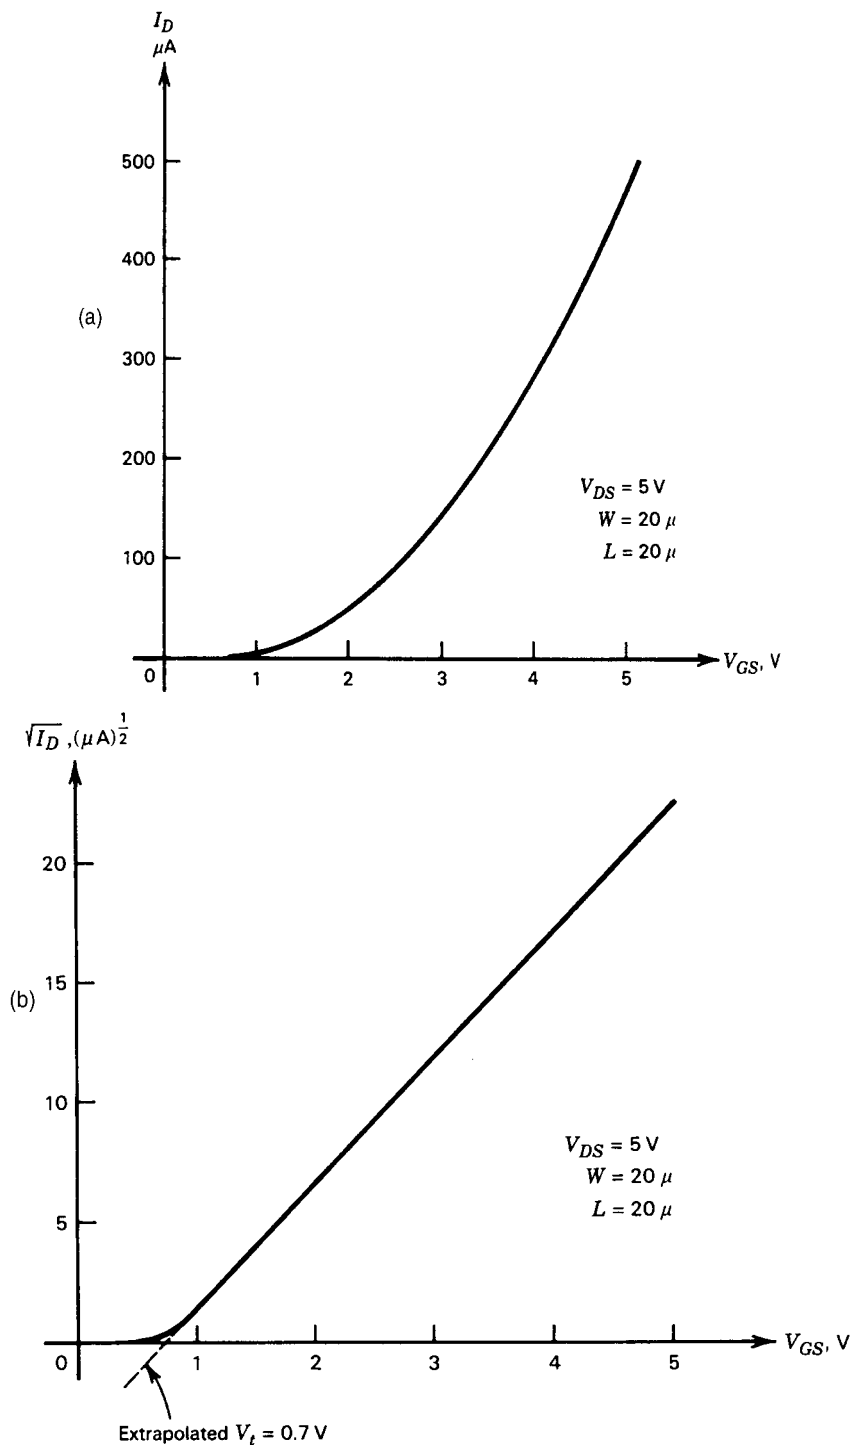 I_D
μA
500
400
(a)
300
200
V_DS = 5 V
W = 20 μ
L = 20 μ
100
0
1
2
3
4
5
V_GS, V
√I_D , (μA)^1/2
20
(b)
15
10
V_DS = 5 V
W = 20 μ
L = 20 μ
5
0
1
2
3
4
5
V_GS, V
Extrapolated V_t = 0.7 V